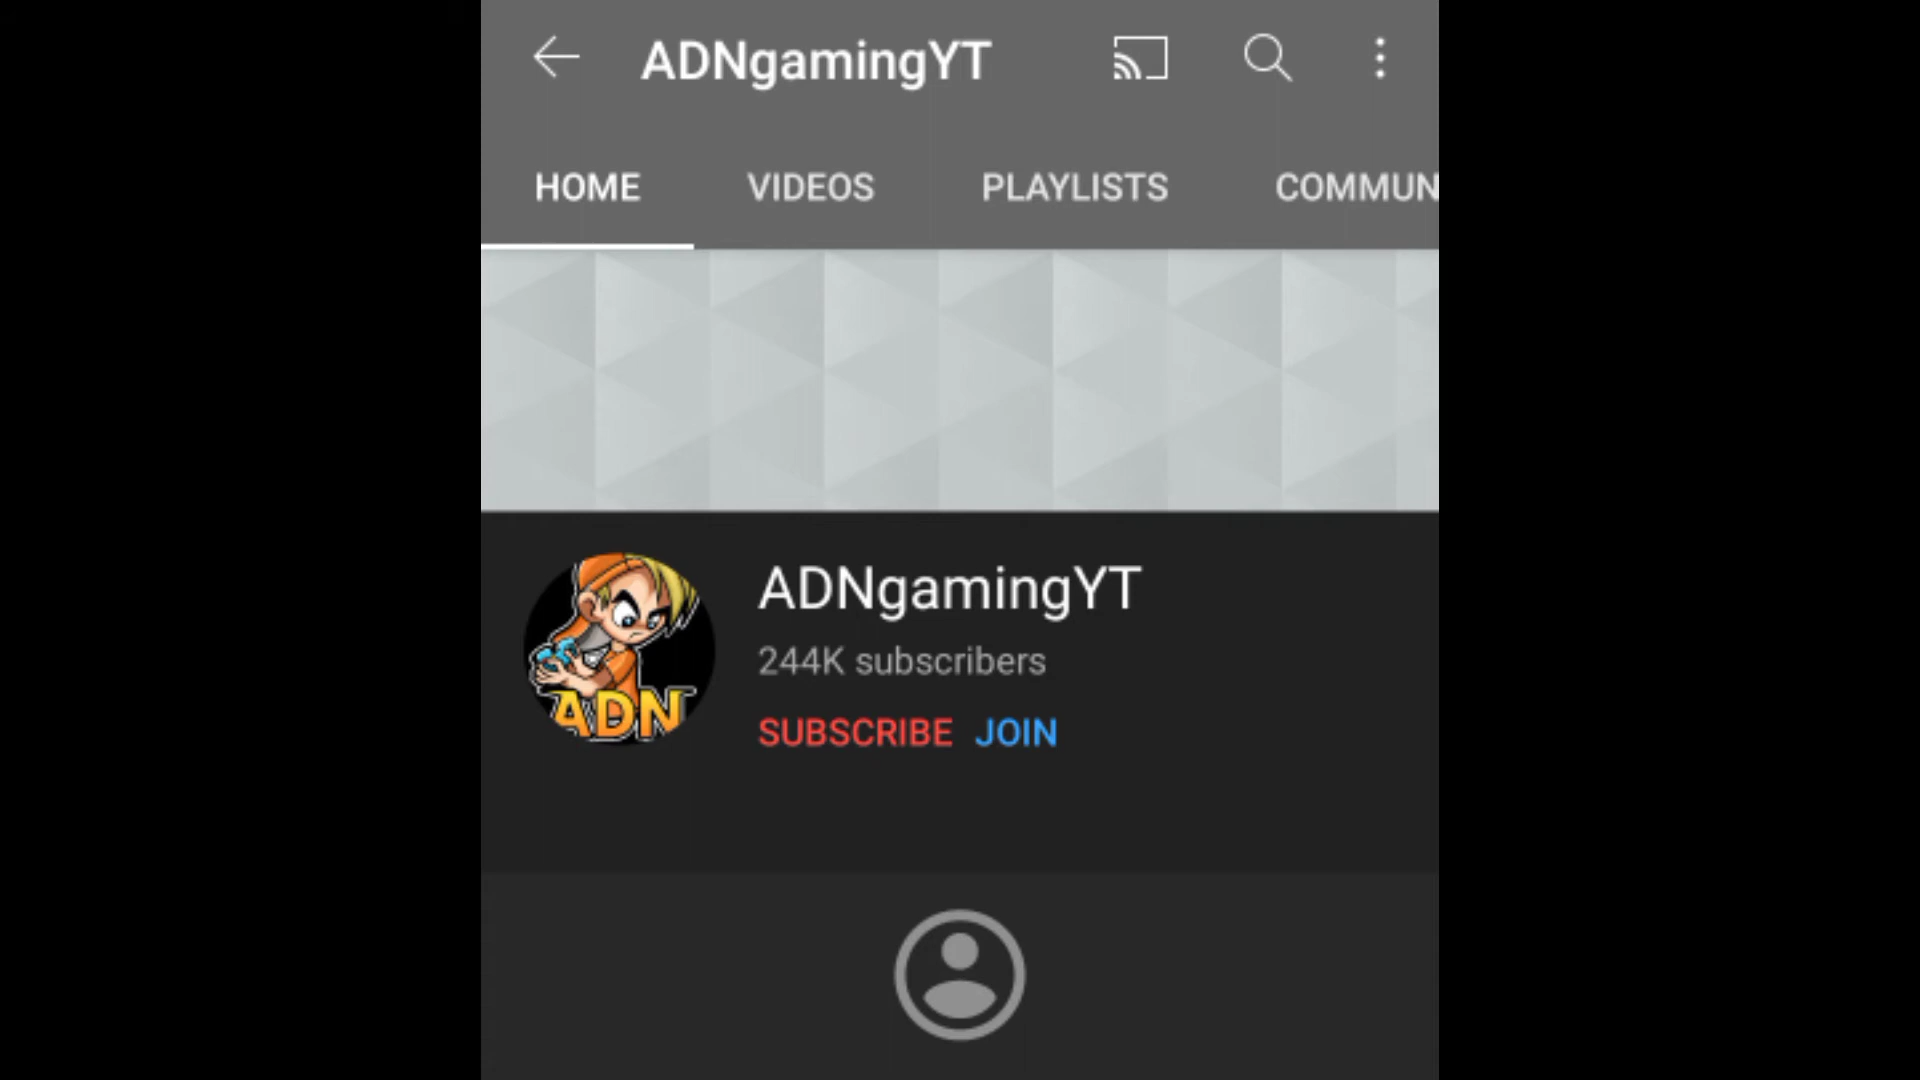 ADNgamingYT
HOME VIDEOS PLAYLISTS COMMUN
ADN
ADNgamingYT
244K subscribers
SUBSCRIBE JOIN